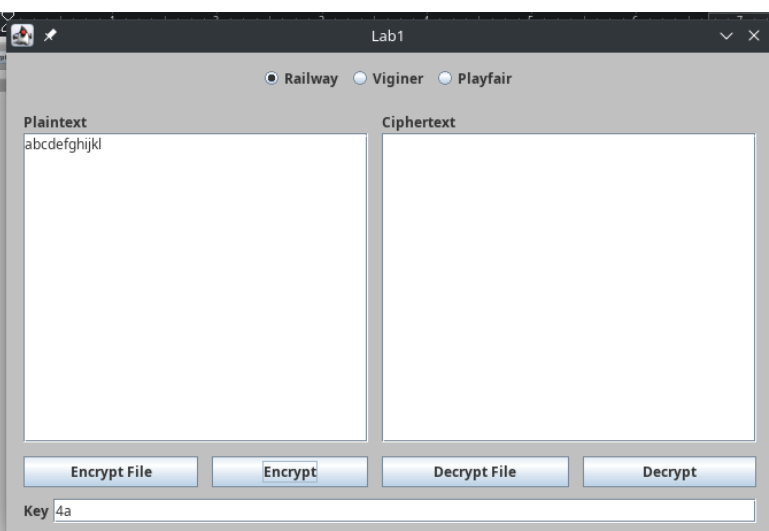 Lab1
Railway Viginer Playfair
Plaintext Ciphertext
abcdefghijkl
Encrypt File Encrypt Decrypt File Decrypt
Key 4a